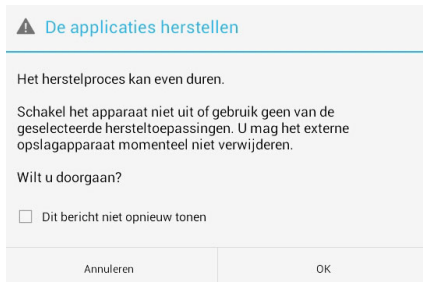 De applicaties herstellen
Het herstelproces kan even duren.
Schakel het apparaat niet uit of gebruik geen van de
geselecteerde hersteltoepassingen. U mag het externe
opslagapparaat momenteel niet verwijderen.
Wilt u doorgaan?
Dit bericht niet opnieuw tonen
Annuleren
OK